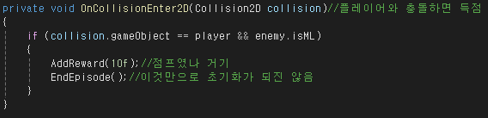 private void OnCollisionEnter2D(Collision2D collision)//플레이어와 충돌하면 득점
{
if (collision.gameObject == player && enemy.isML)
{
AddReward(10f);//점프였나 거기
EndEpisode();//이것만으로 초기화가 되진 않음
}
}